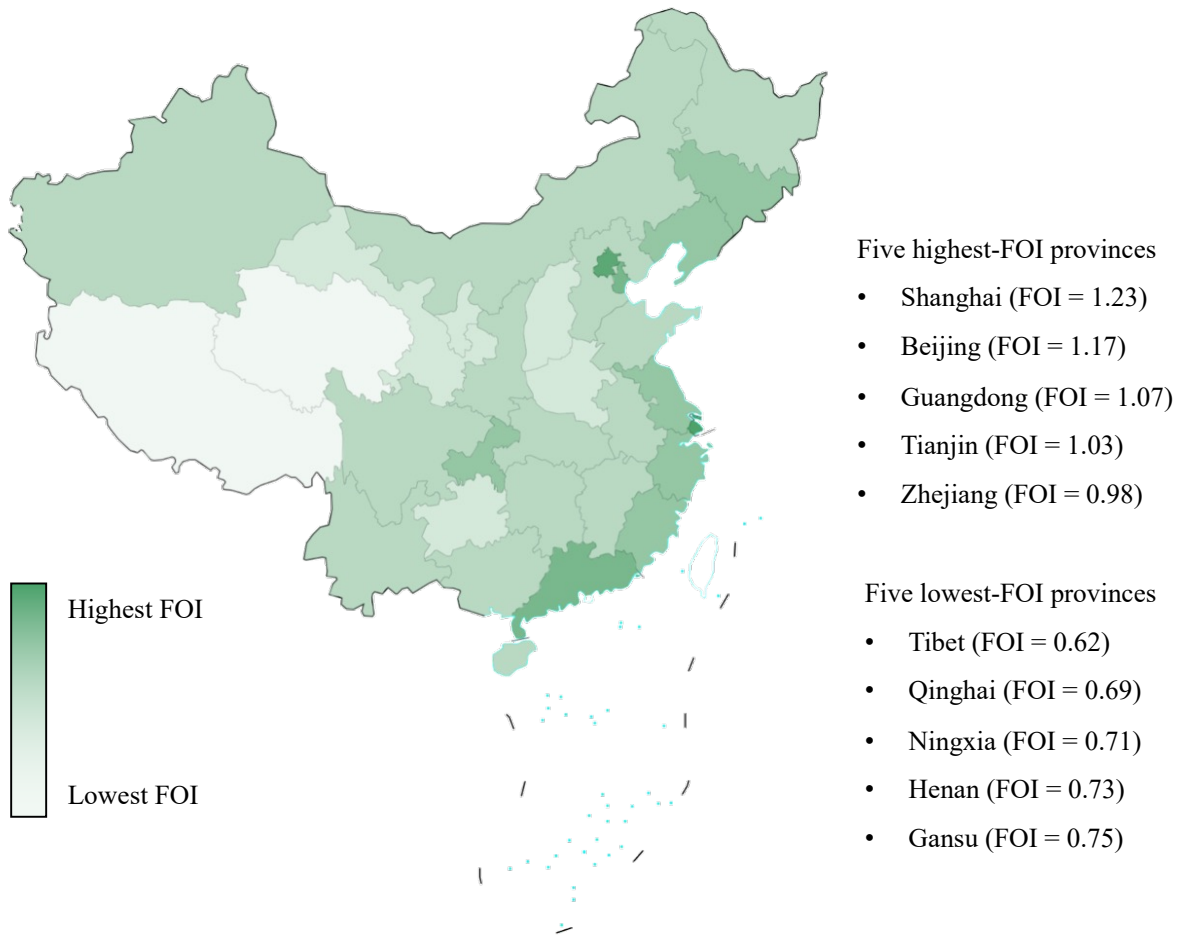 Five highest-FOI provinces
• Shanghai (FOI = 1.23)
• Beijing (FOI = 1.17)
• Guangdong (FOI = 1.07)
• Tianjin (FOI = 1.03)
• Zhejiang (FOI = 0.98)
Five lowest-FOI provinces
• Tibet (FOI = 0.62)
• Qinghai (FOI = 0.69)
• Ningxia (FOI = 0.71)
• Henan (FOI = 0.73)
• Gansu (FOI = 0.75)
Highest FOI
Lowest FOI